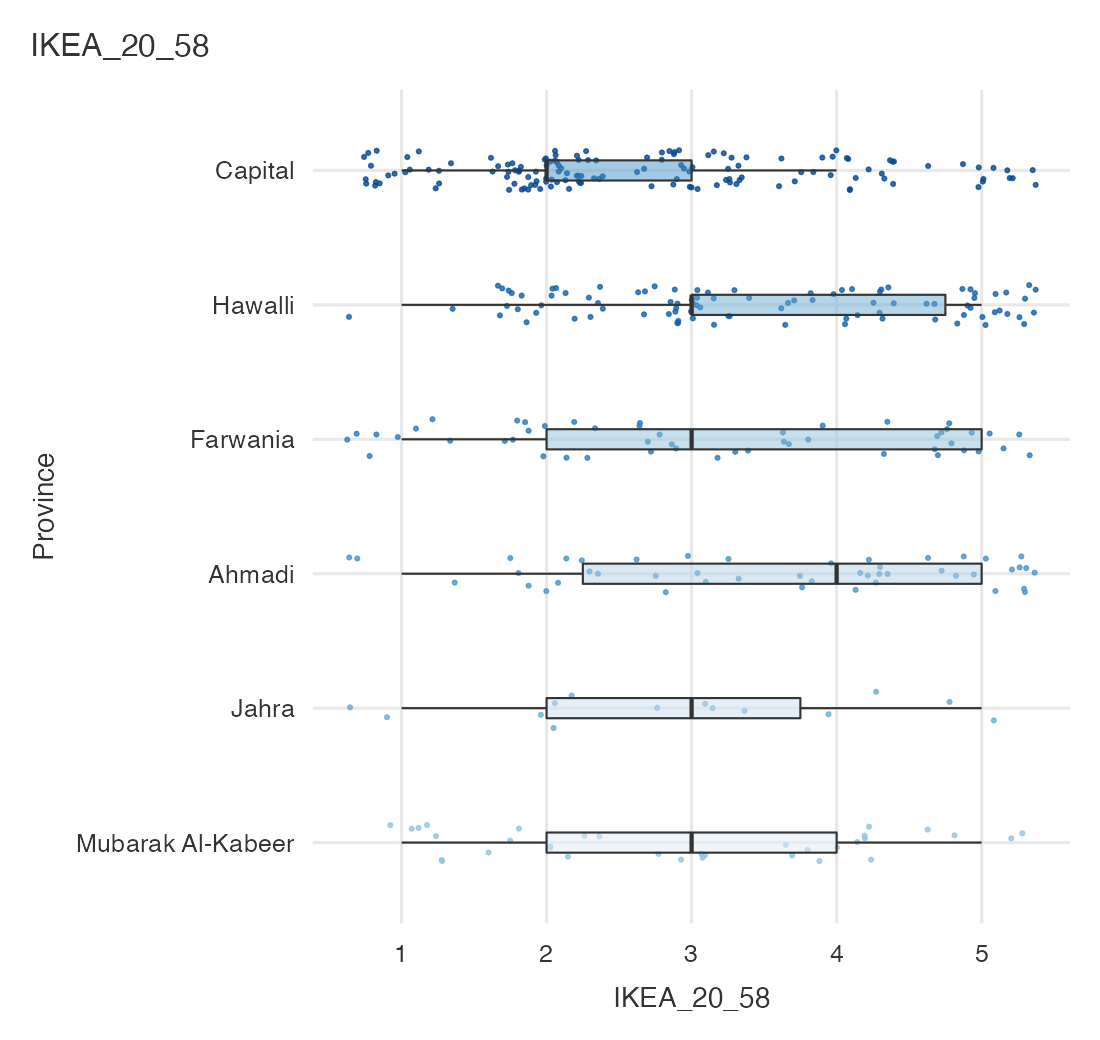 IKEA_20_58
Capital
Hawalli
Farwania
Ahmadi
Jahra
Mubarak Al-Kabeer
Province
1 2 3 4 5
IKEA_20_58